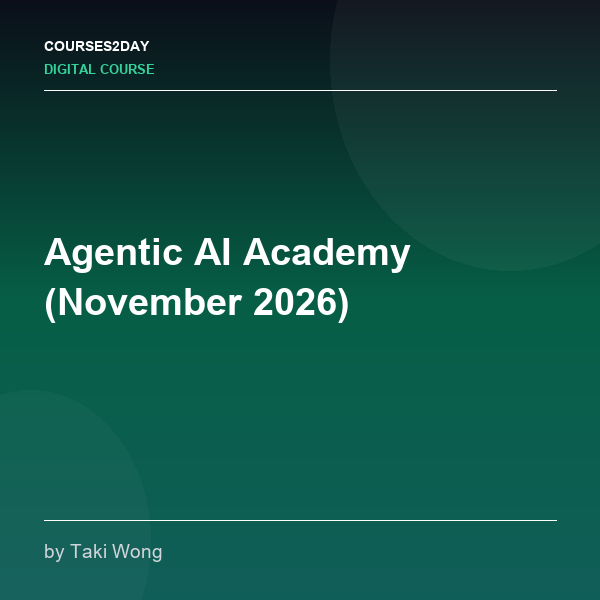 COURSES2DAY
DIGITAL COURSE
Agentic AI Academy
(November 2026)
by Taki Wong